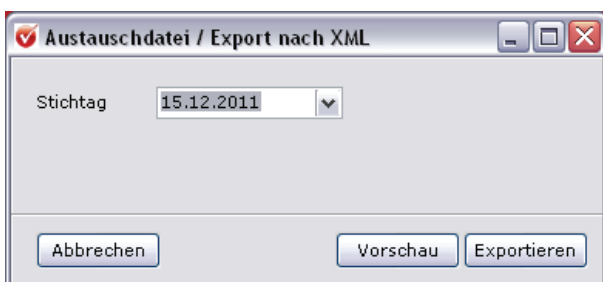 Austauschdatei / Export nach XML
Stichtag 15.12.2011
Abbrechen Vorschau Exportieren